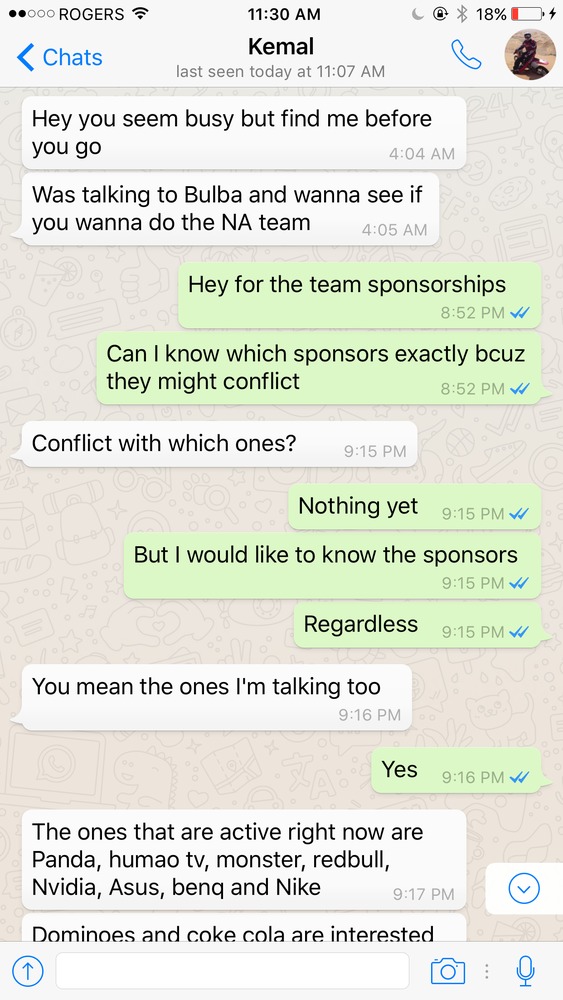 ROGERS 11:30 AM 18%
Chats Kemal
last seen today at 11:07 AM
Hey you seem busy but find me before
you go 4:04 AM
Was talking to Bulba and wanna see if
you wanna do the NA team 4:05 AM
Hey for the team sponsorships
8:52 PM
Can I know which sponsors exactly bcuz
they might conflict 8:52 PM
Conflict with which ones? 9:15 PM
Nothing yet 9:15 PM
But I would like to know the sponsors
9:15 PM
Regardless 9:15 PM
You mean the ones I'm talking too
9:16 PM
Yes 9:16 PM
The ones that are active right now are
Panda, humao tv, monster, redbull,
Nvidia, Asus, benq and Nike 9:17 PM
Dominoes and coke cola are interested